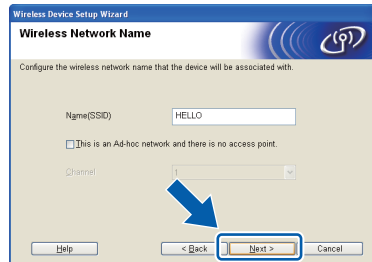 Wireless Device Setup Wizard
Wireless Network Name
Configure the wireless network name that the device will be associated with.
Name(SSID) HELLO
This is an Ad-hoc network and there is no access point.
Channel 1
Help < Back Next > Cancel